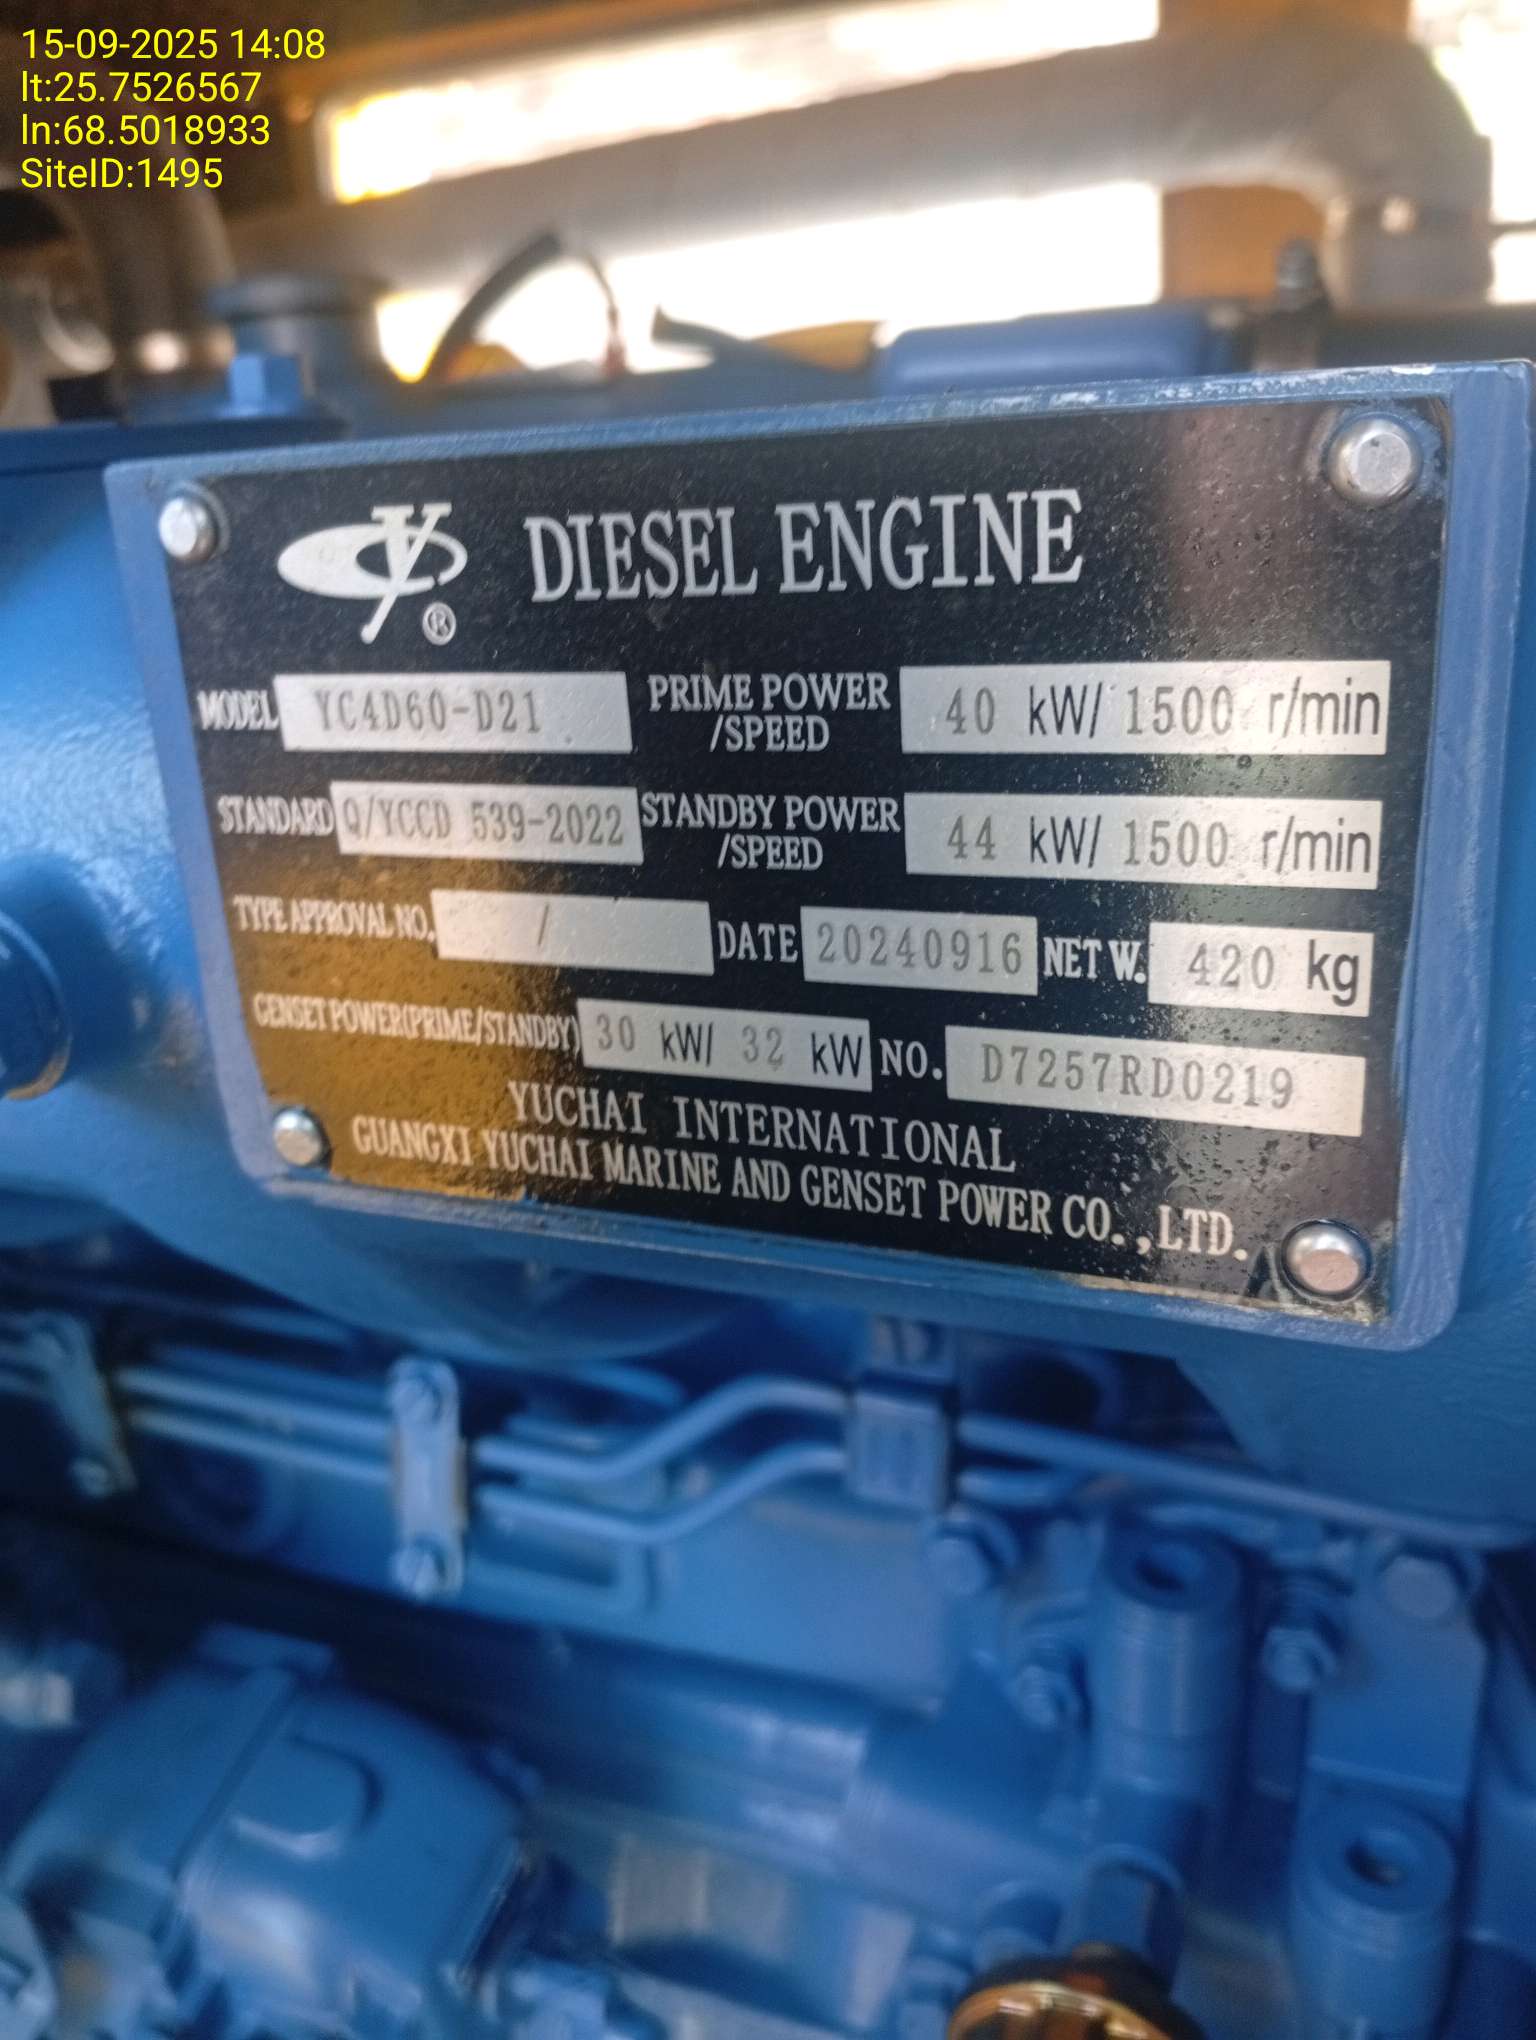 15-09-2025 14:08
lt:25.7526567
ln:68.5018933
SiteID:1495
Y ® DIESEL ENGINE
MODEL YC4D60-D21 PRIME POWER /SPEED 40 kW/ 1500 r/min
STANDARD Q/YCCD 539-2022 STANDBY POWER /SPEED 44 kW/ 1500 r/min
TYPE APPROVAL NO. / DATE 20240916 NET W. 420 kg
GENSET POWER(PRIME/STANDBY) 30 kW/ 32 kW NO. D7257RD0219
YUCHAI INTERNATIONAL
GUANGXI YUCHAI MARINE AND GENSET POWER CO.,LTD.